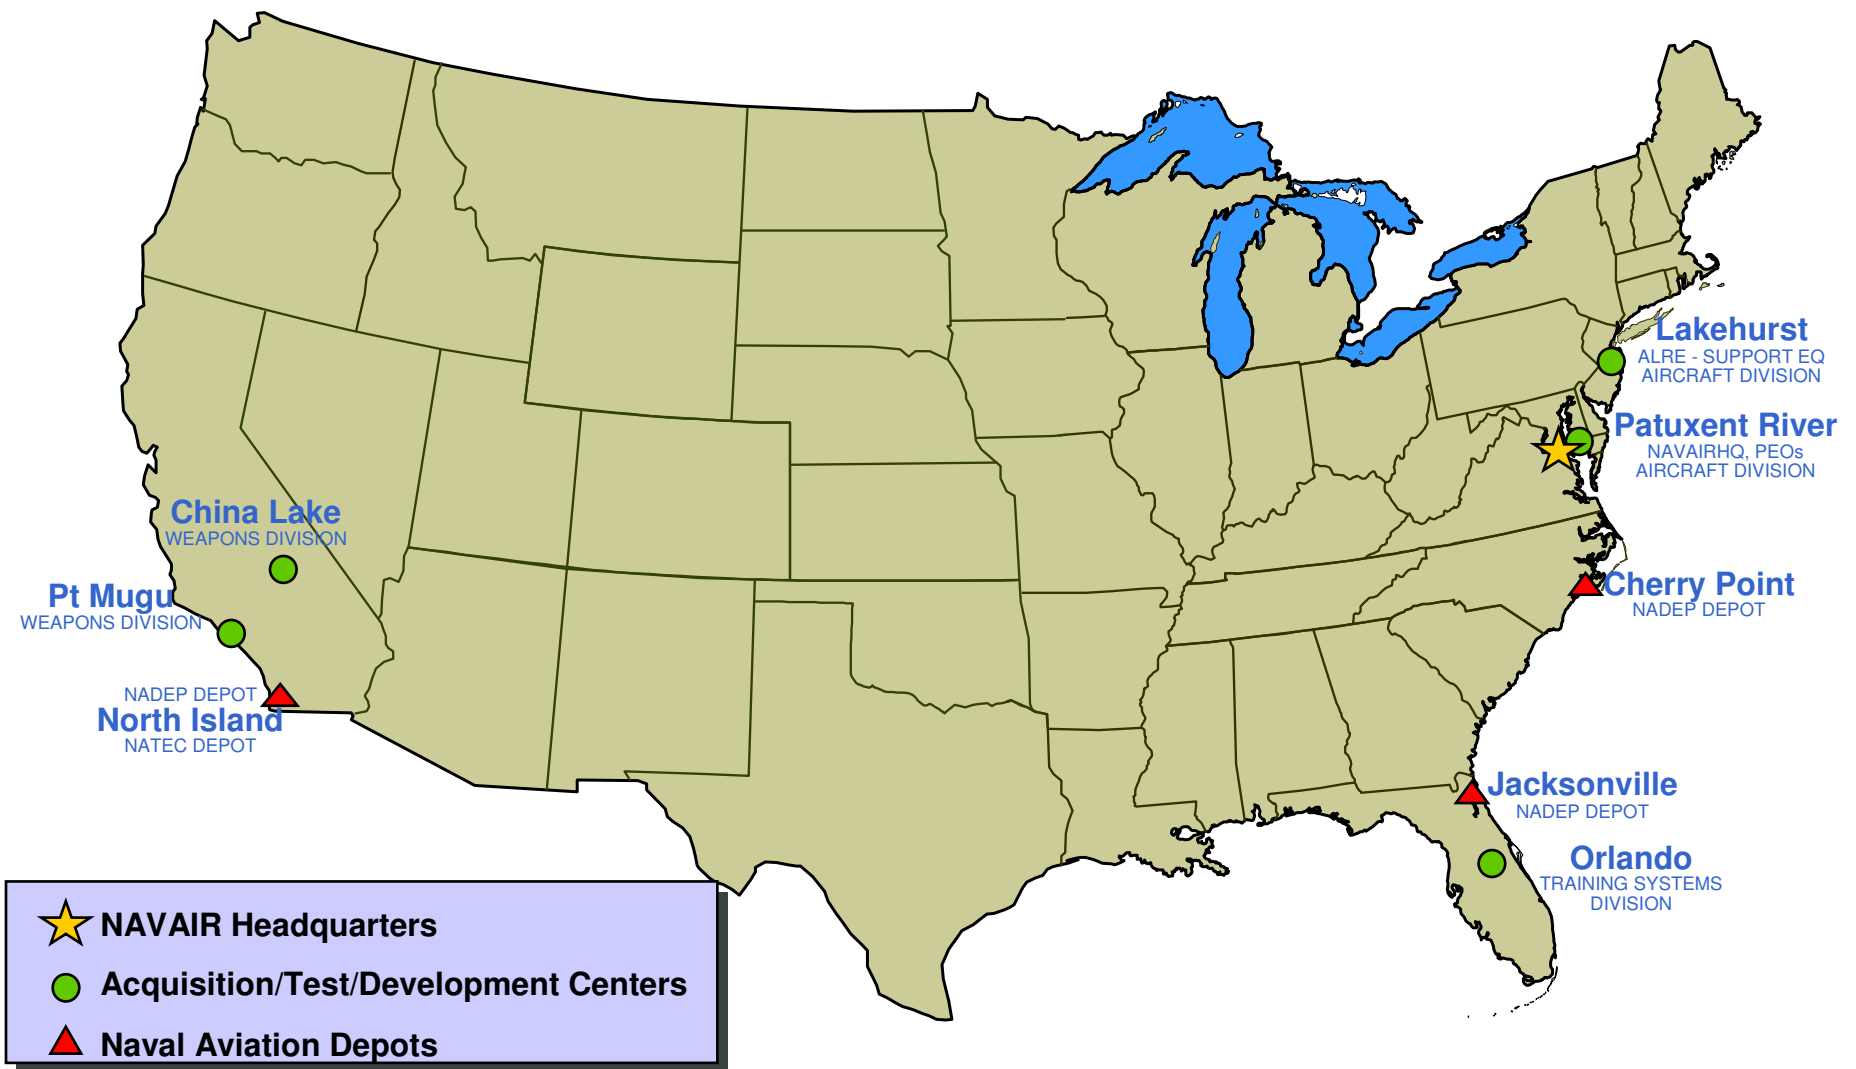 Lakehurst
ALRE - SUPPORT EQ
AIRCRAFT DIVISION
Patuxent River
NAVAIRHQ, PEOs
AIRCRAFT DIVISION
China Lake
WEAPONS DIVISION
Pt Mugu
WEAPONS DIVISION
Cherry Point
NADEP DEPOT
NADEP DEPOT
North Island
NATEC DEPOT
Jacksonville
NADEP DEPOT
Orlando
TRAINING SYSTEMS
DIVISION
NAVAIR Headquarters
Acquisition/Test/Development Centers
Naval Aviation Depots